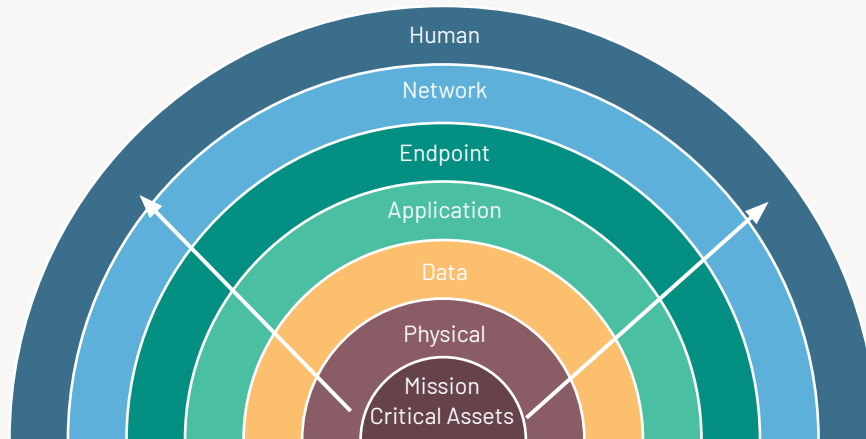 Human
Network
Endpoint
Application
Data
Physical
Mission
Critical Assets